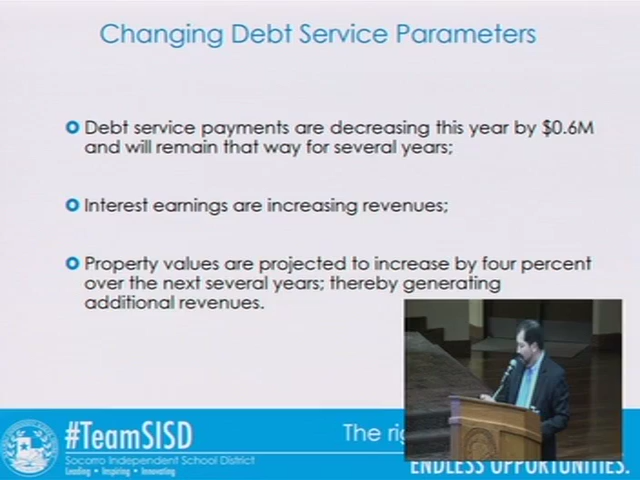 Changing Debt Service Parameters
Debt service payments are decreasing this year by $0.6M
and will remain that way for several years;
Interest earnings are increasing revenues;
Property values are projected to increase by four percent
over the next several years; thereby generating
additional revenues.
#TeamSISD
Socorro Independent School District
Leading • Inspiring • Innovating
The
ENDLESS OPPORTUNITIES.